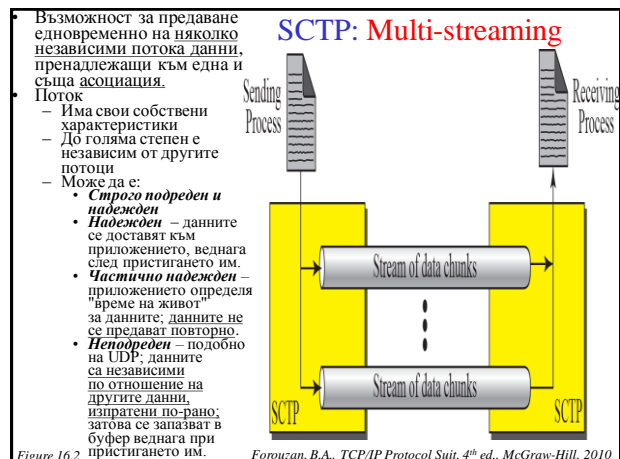 SCTP: Multi-streaming
• Възможност за предаване
едновременно на няколко
независими потока данни,
пренадлежащи към една и
съща асоциация.
• Поток
– Има свои собствени
характеристики
– До голяма степен е
независим от другите
потоци
– Може да е:
• Строго подреден и
надежден
• Надежден – данните
се доставят към
приложението, веднага
след пристигането им.
• Частично надежден –
приложението определя
"време на живот"
за данните; данните не
се предават повторно.
• Неподреден – подобно
на UDP; данните
са независими
по отношение на
другите данни,
изпратени по-рано;
затова се запазват в
буфер веднага при
пристигането им.
Sending
Process
Receiving
Process
Stream of data chunks
Stream of data chunks
SCTP
SCTP
Figure 16.2
Forouzan, B.A., TCP/IP Protocol Suit, 4th ed., McGraw-Hill, 2010